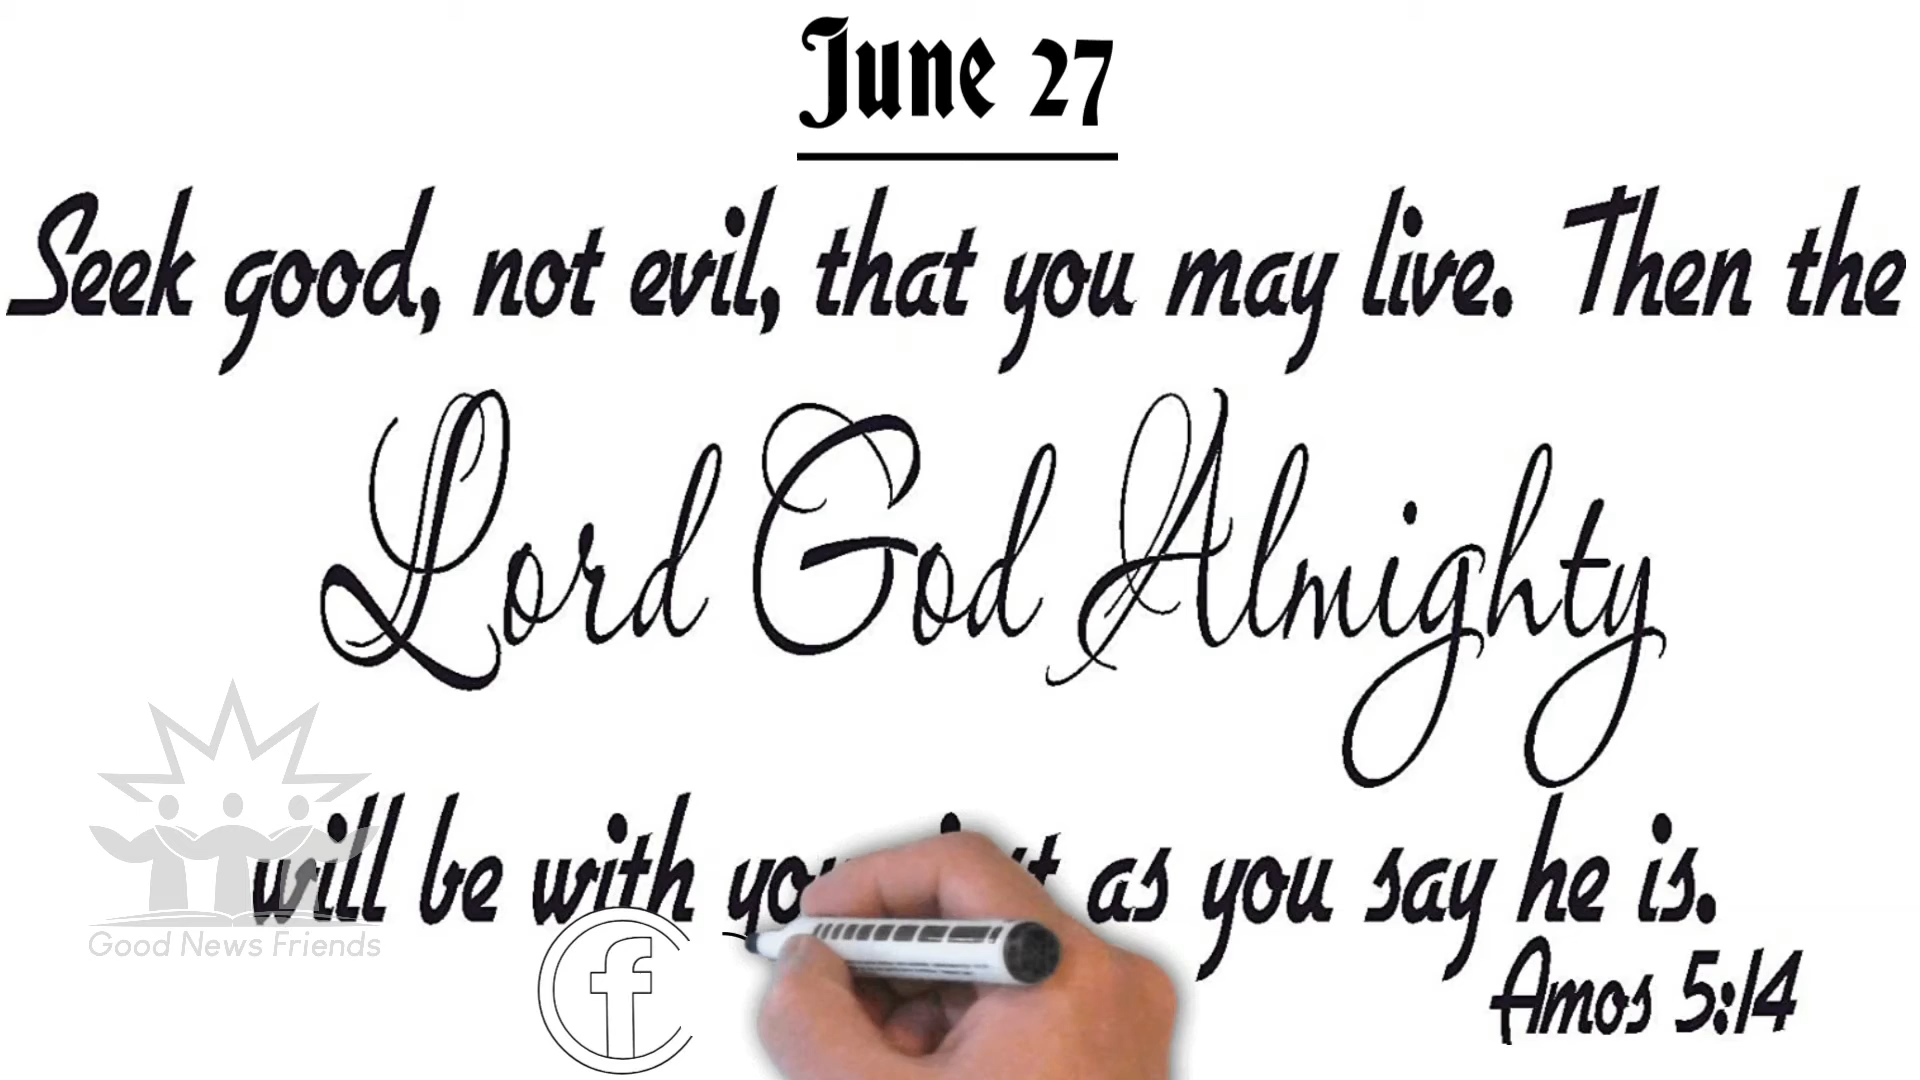 June 27
Seek good, not evil, that you may live. Then the
Lord God Almighty
will be with as you say he is.
Amos 5:14
Good News Friends
f